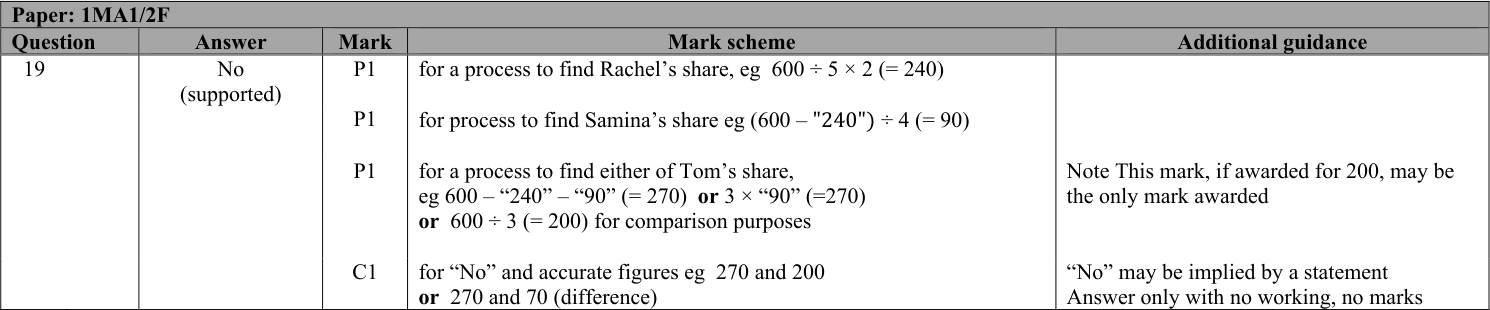 Paper: 1MA1/2F
Question Answer Mark Mark scheme Additional guidance
19 No P1 for a process to find Rachel’s share, eg 600 ÷ 5 × 2 (= 240)
(supported)
P1 for process to find Samina’s share eg (600 – "240") ÷ 4 (= 90)
P1 for a process to find either of Tom’s share, Note This mark, if awarded for 200, may be
eg 600 – “240” – “90” (= 270) or 3 × “90” (=270) the only mark awarded
or 600 ÷ 3 (= 200) for comparison purposes
C1 for “No” and accurate figures eg 270 and 200 “No” may be implied by a statement
or 270 and 70 (difference) Answer only with no working, no marks